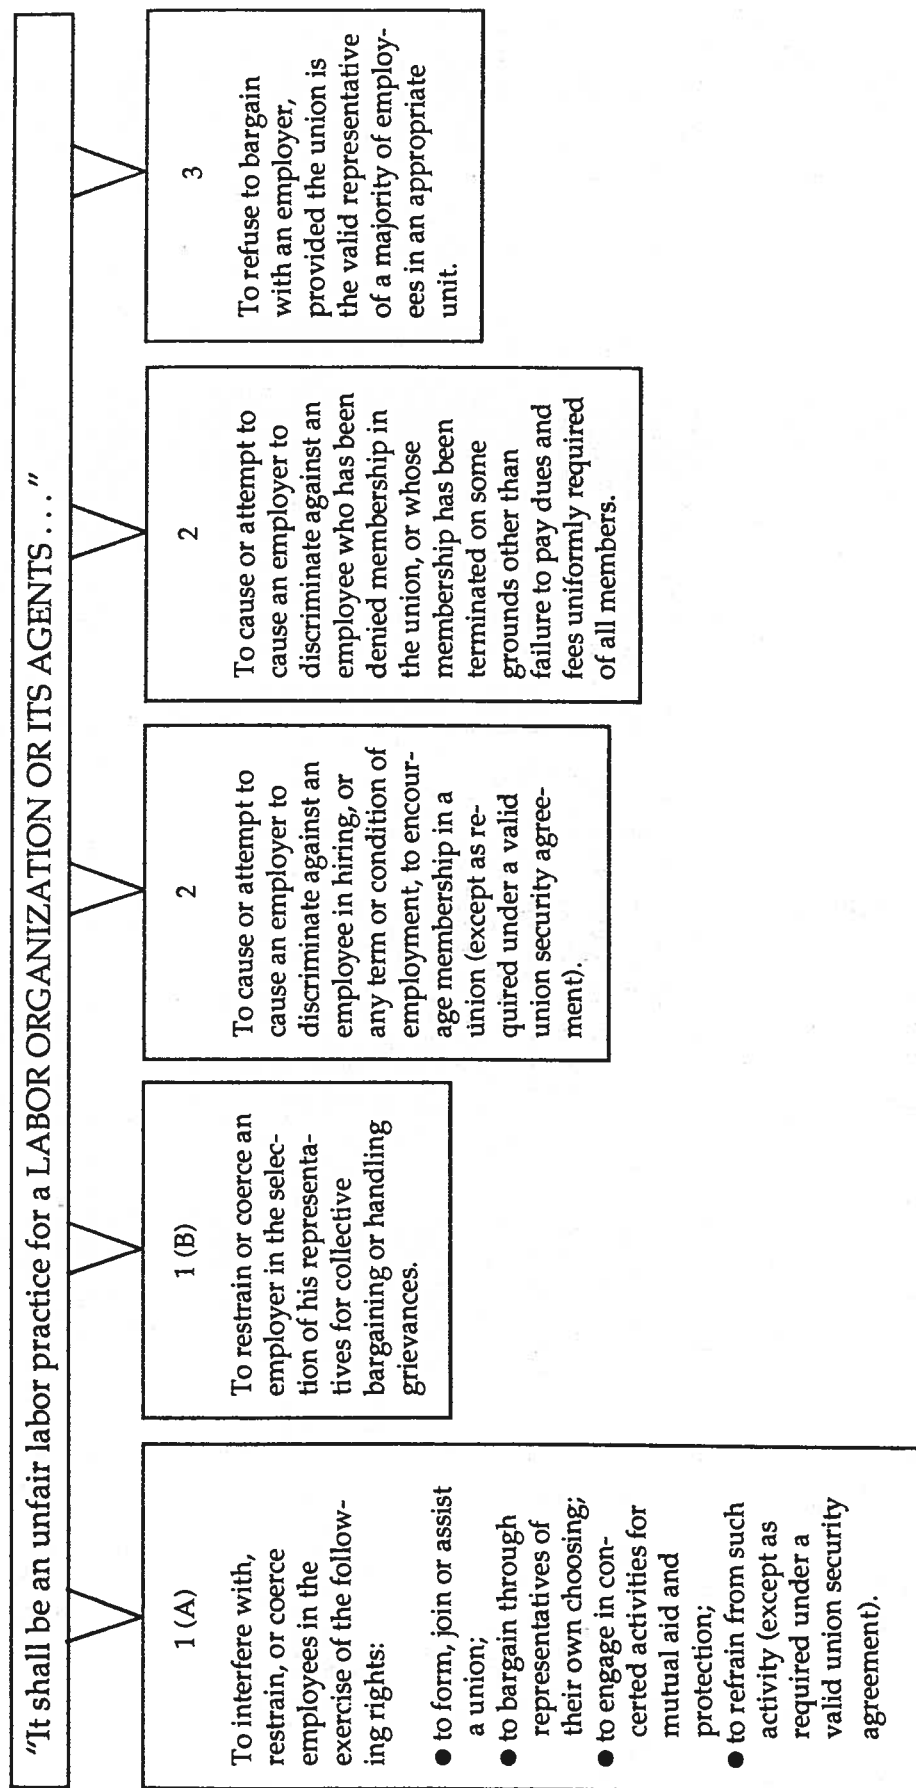 "It shall be an unfair labor practice for a LABOR ORGANIZATION OR ITS AGENTS . . . "
1 (A)
To interfere with,
restrain, or coerce
employees in the
exercise of the follow-
ing rights:
● to form, join or assist
a union;
● to bargain through
representatives of
their own choosing;
● to engage in con-
certed activities for
mutual aid and
protection;
● to refrain from such
activity (except as
required under a
valid union security
agreement).
1 (B)
To restrain or coerce an
employer in the selec-
tion of his representa-
tives for collective
bargaining or handling
grievances.
2
To cause or attempt to
cause an employer to
discriminate against an
employee in hiring, or
any term or condition of
employment, to encour-
age membership in a
union (except as re-
quired under a valid
union security agree-
ment).
2
To cause or attempt to
cause an employer to
discriminate against an
employee who has been
denied membership in
the union, or whose
membership has been
terminated on some
grounds other than
failure to pay dues and
fees uniformly required
of all members.
3
To refuse to bargain
with an employer,
provided the union is
the valid representative
of a majority of employ-
ees in an appropriate
unit.